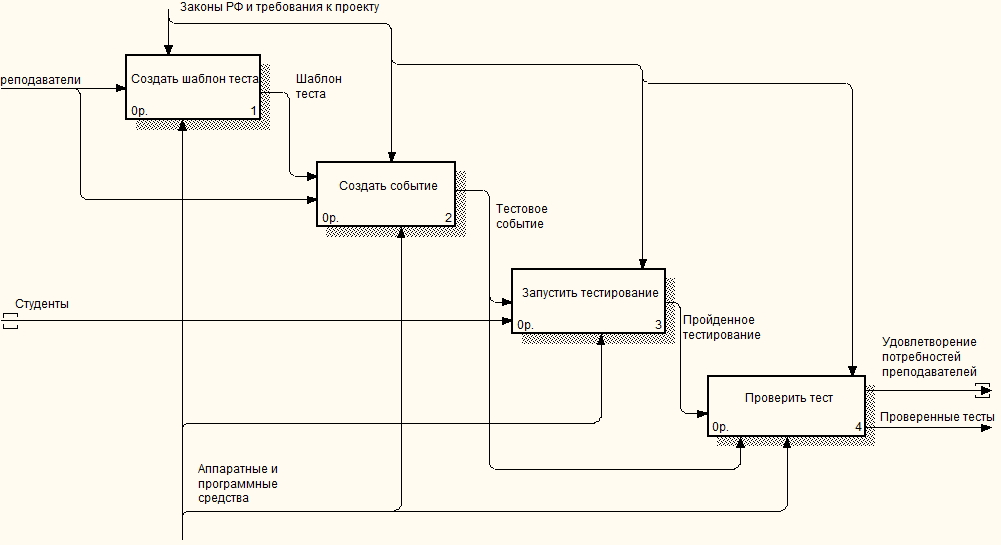 Законы РФ и требования к проекту
реподаватели
Создать шаблон теста
0р.
1
Шаблон
теста
Создать событие
0р.
2
Тестовое
событие
Студенты
Запустить тестирование
0р.
3
Пройденное
тестирование
Удовлетворение
потребностей
преподавателей
Проверить тест
0р.
4
Проверенные тесты
Аппаратные и
программные
средства